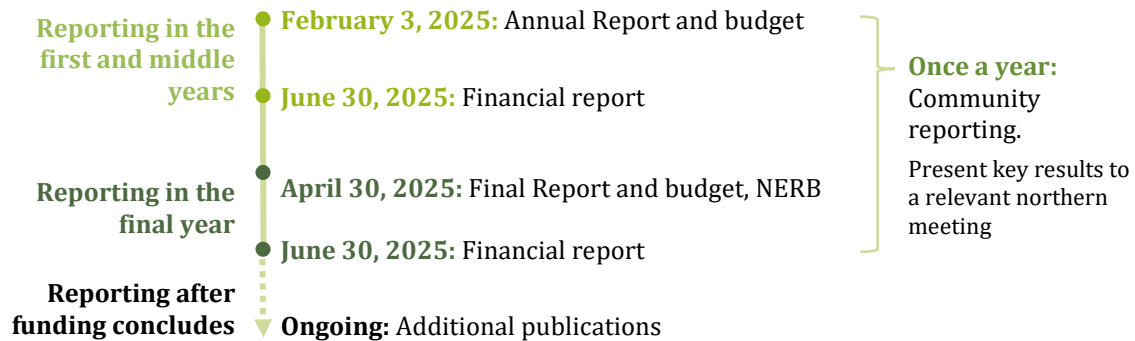 Reporting in the
first and middle
years
February 3, 2025: Annual Report and budget
June 30, 2025: Financial report
Once a year:
Community
reporting.
Present key results to
a relevant northern
meeting
Reporting in the
final year
April 30, 2025: Final Report and budget, NERB
June 30, 2025: Financial report
Reporting after
funding concludes
Ongoing: Additional publications